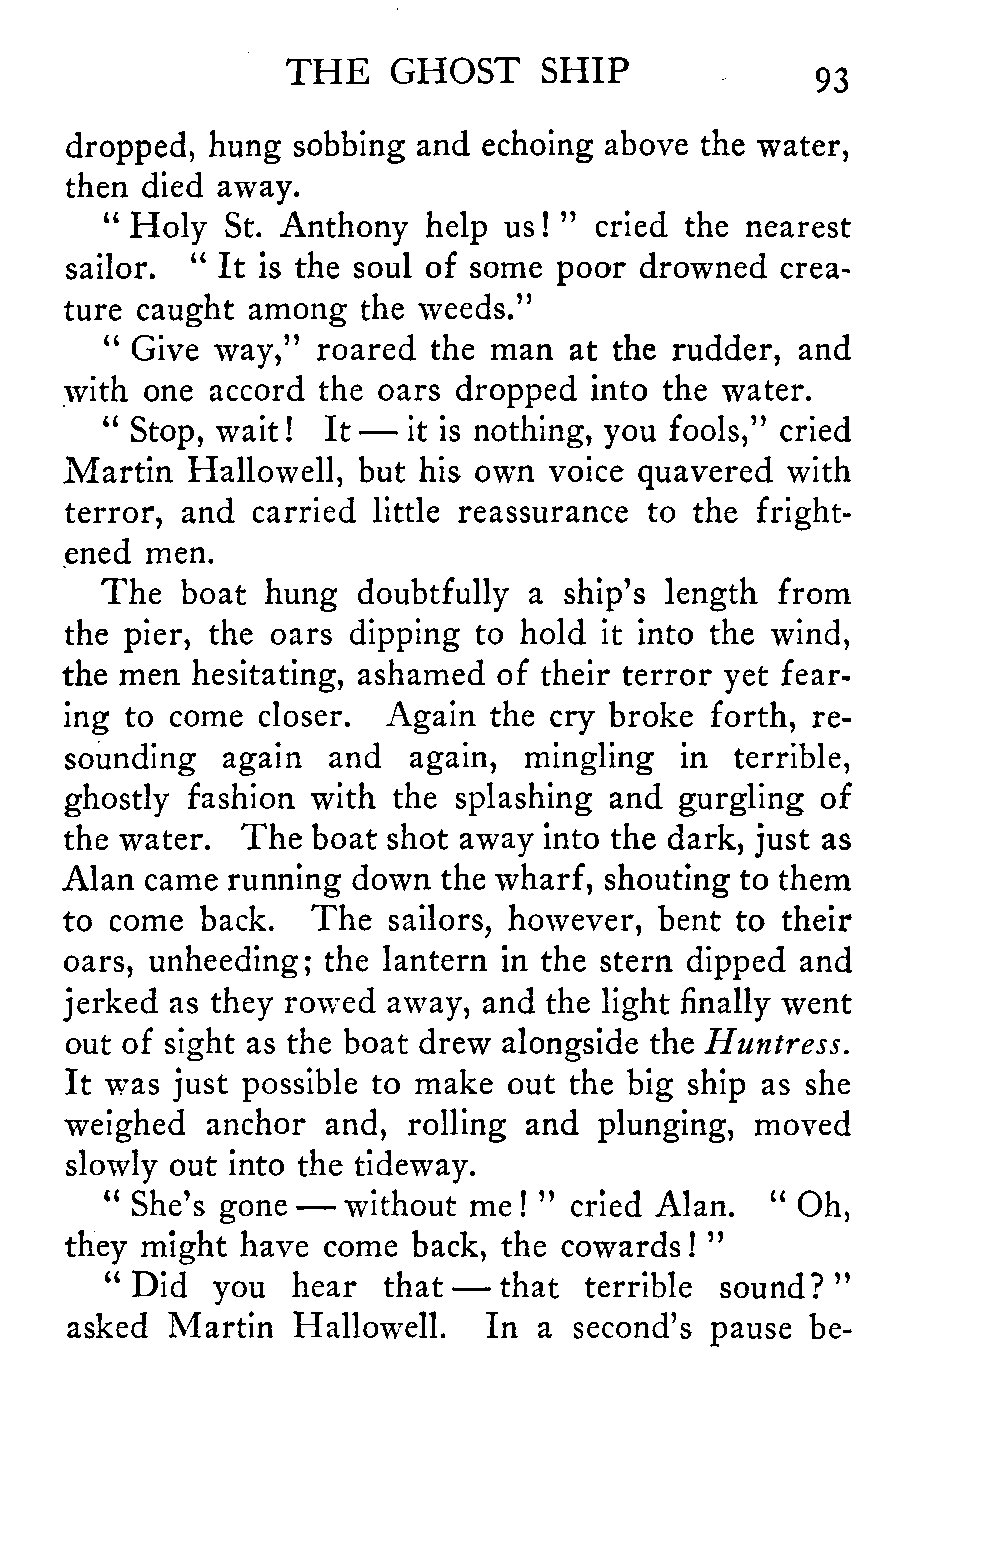 THE GHOST SHIP 93
dropped, hung sobbing and echoing above the water,
then died away.
“ Holy St. Anthony help us! ” cried the nearest
sailor. “ It is the soul of some poor drowned crea-
ture caught among the weeds.”
“ Give way,” roared the man at the rudder, and
with one accord the oars dropped into the water.
“ Stop, wait! It — it is nothing, you fools,” cried
Martin Hallowell, but his own voice quavered with
terror, and carried little reassurance to the fright-
ened men.
The boat hung doubtfully a ship’s length from
the pier, the oars dipping to hold it into the wind,
the men hesitating, ashamed of their terror yet fear-
ing to come closer. Again the cry broke forth, re-
sounding again and again, mingling in terrible,
ghostly fashion with the splashing and gurgling of
the water. The boat shot away into the dark, just as
Alan came running down the wharf, shouting to them
to come back. The sailors, however, bent to their
oars, unheeding; the lantern in the stern dipped and
jerked as they rowed away, and the light finally went
out of sight as the boat drew alongside the Huntress.
It was just possible to make out the big ship as she
weighed anchor and, rolling and plunging, moved
slowly out into the tideway.
“ She’s gone — without me! ” cried Alan. “ Oh,
they might have come back, the cowards! ”
“ Did you hear that — that terrible sound? ”
asked Martin Hallowell. In a second’s pause be-